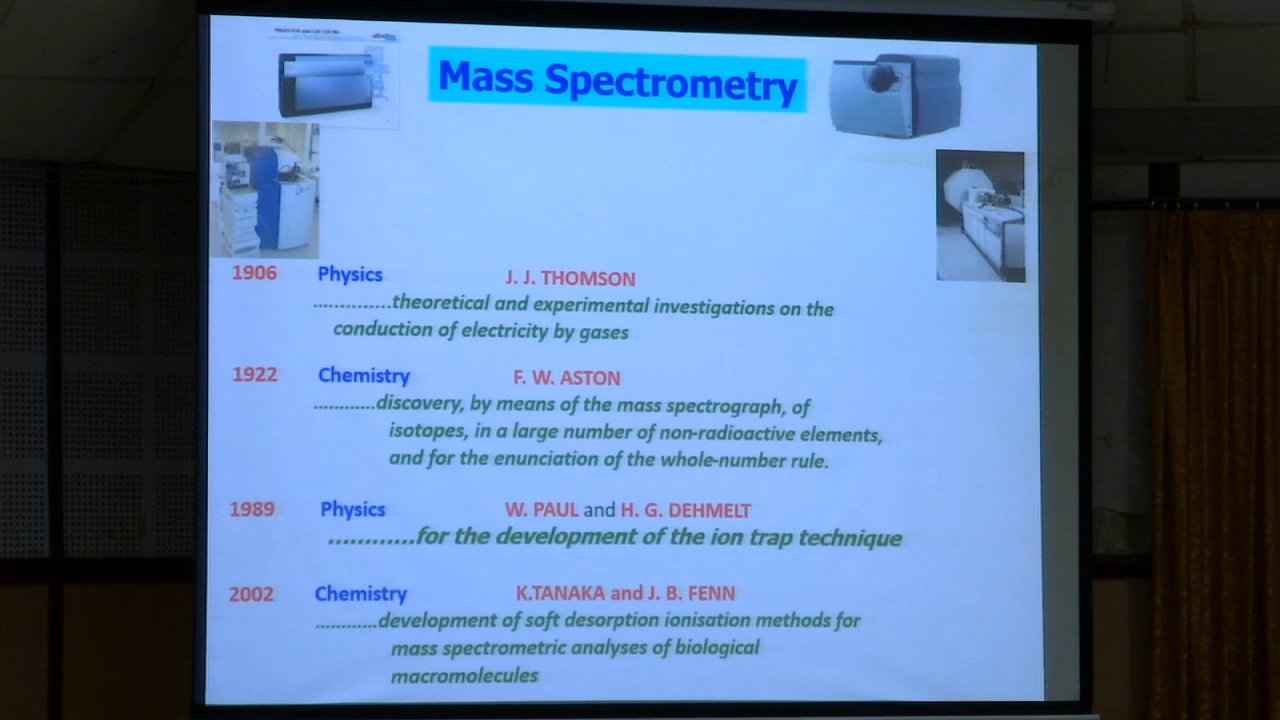 Mass Spectrometry
1906 Physics J. J. THOMSON
..............theoretical and experimental investigations on the
conduction of electricity by gases
1922 Chemistry F. W. ASTON
............discovery, by means of the mass spectrograph, of
isotopes, in a large number of non-radioactive elements,
and for the enunciation of the whole-number rule.
1989 Physics W. PAUL and H. G. DEHMELT
............for the development of the ion trap technique
2002 Chemistry K.TANAKA and J. B. FENN
............development of soft desorption ionisation methods for
mass spectrometric analyses of biological
macromolecules